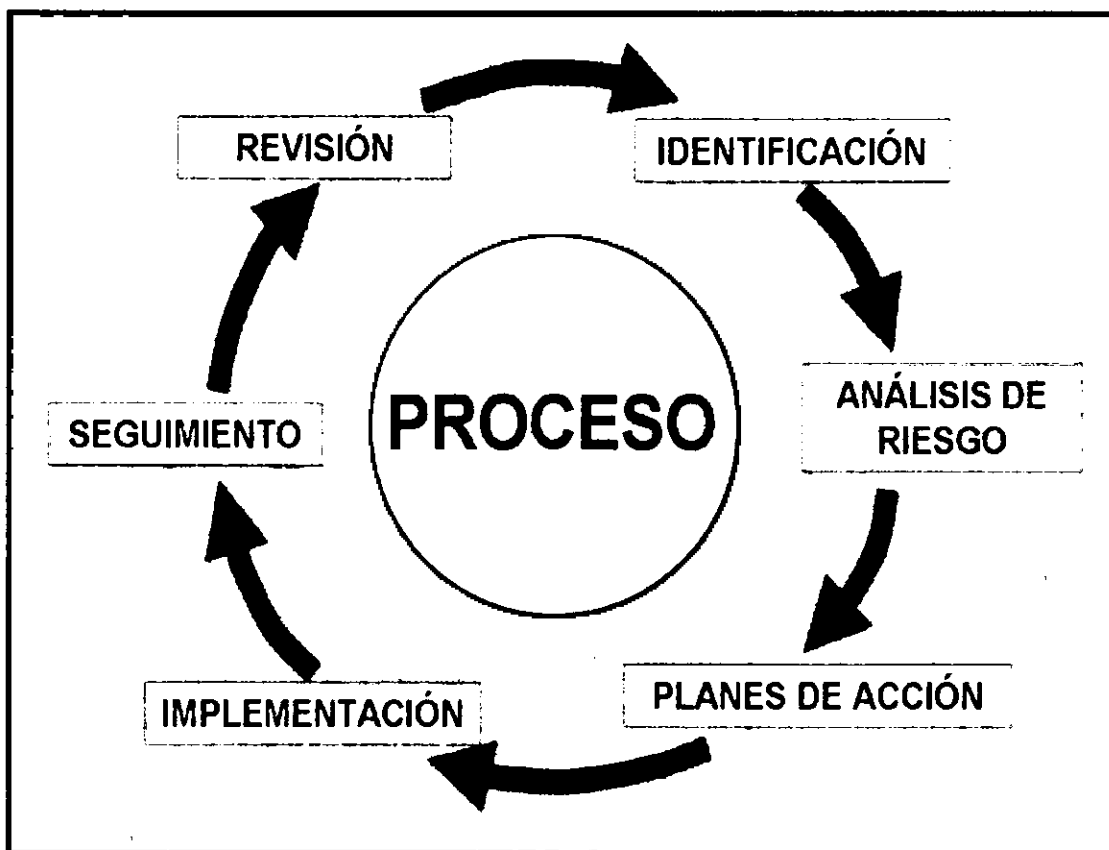 REVISIÓN
IDENTIFICACIÓN
ANÁLISIS DE
RIESGO
PLANES DE ACCIÓN
IMPLEMENTACIÓN
SEGUIMIENTO
PROCESO